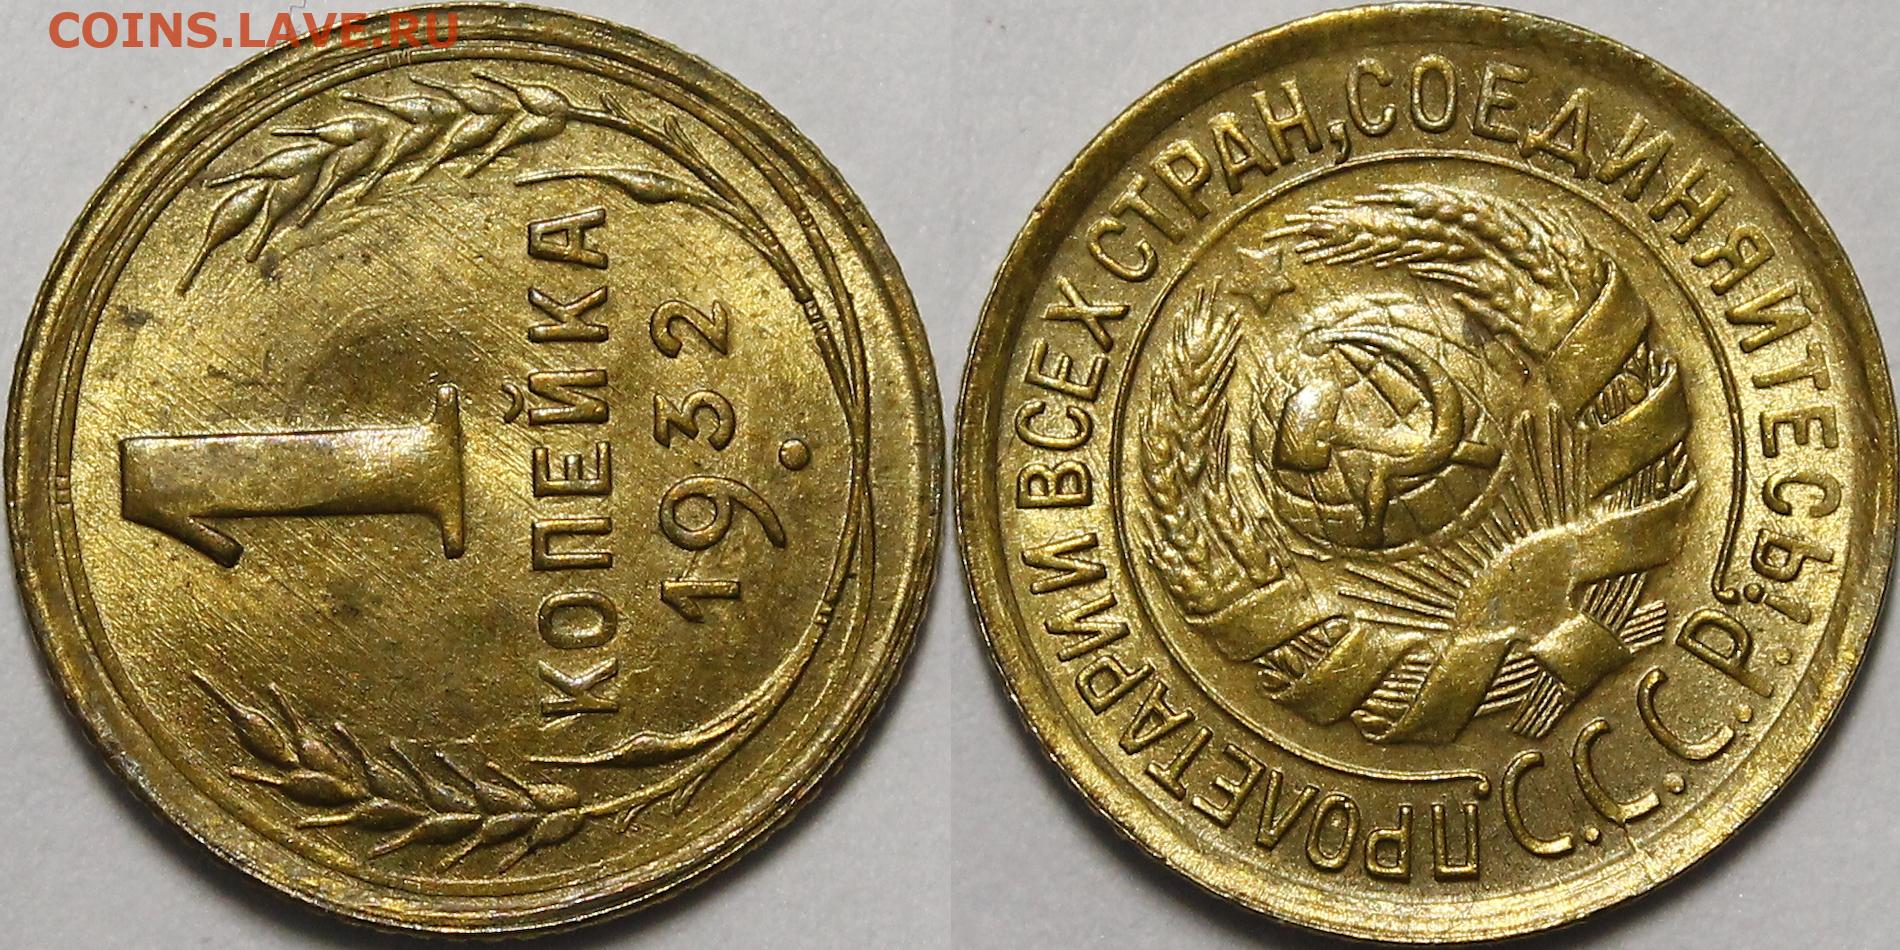 COINS.LAVE.RU
1
КОПЕЙКА
1932
ПРОЛЕТАРИИ ВСЕХ СТРАН, СОЕДИНЯЙТЕСЬ!
С.С.С.Р.